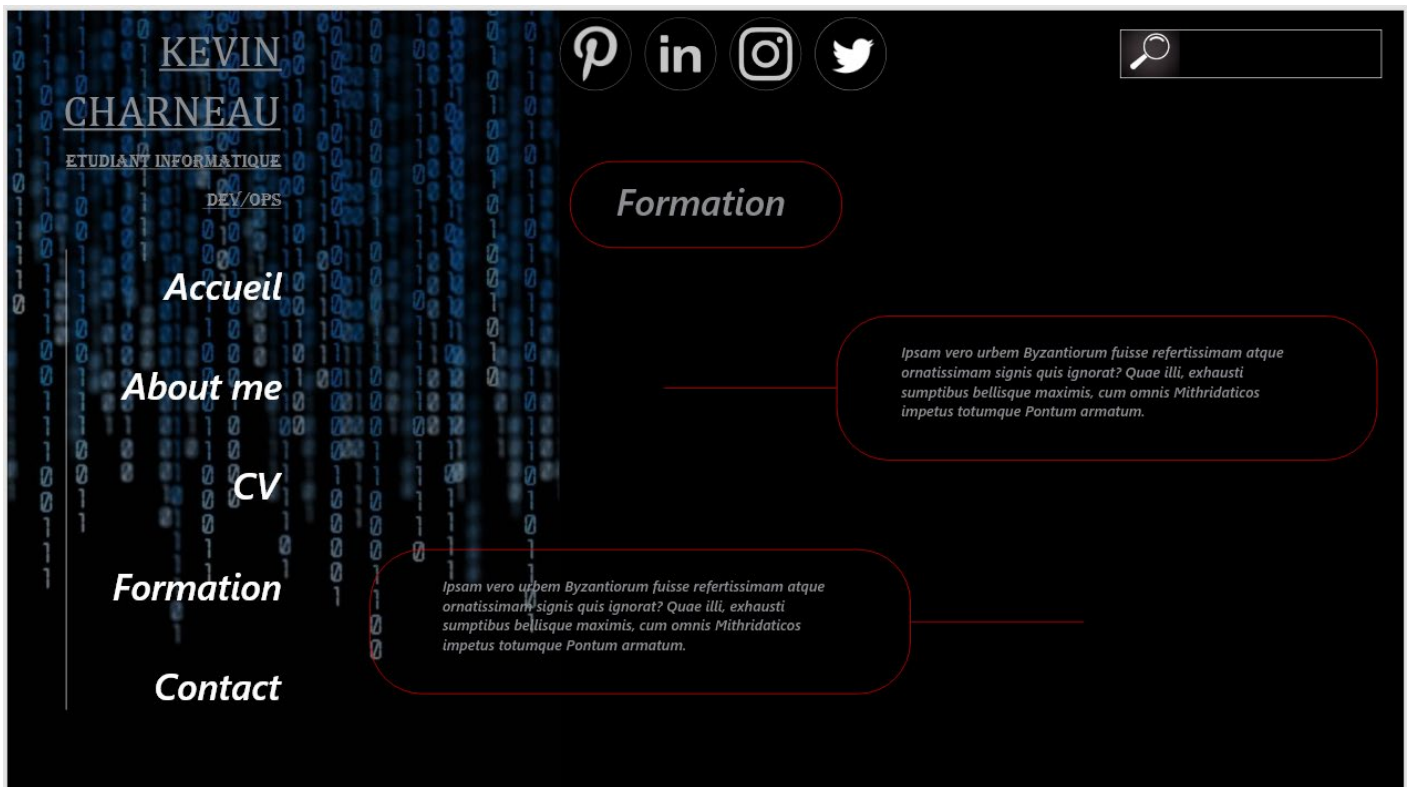 KEVIN
CHARNEAU
ETUDIANT INFORMATIQUE
DEV/OPS
Accueil
About me
CV
Formation
Contact
in
Formation
Ipsam vero urbem Byzantiorum fuisse refertissimam atque
ornatissimam signis quis ignorat? Quae illi, exhausti
sumptibus bellisque maximis, cum omnis Mithridaticos
impetus totumque Pontum armatum.
Ipsam vero urbem Byzantiorum fuisse refertissimam atque
ornatissimam signis quis ignorat? Quae illi, exhausti
sumptibus bellisque maximis, cum omnis Mithridaticos
impetus totumque Pontum armatum.